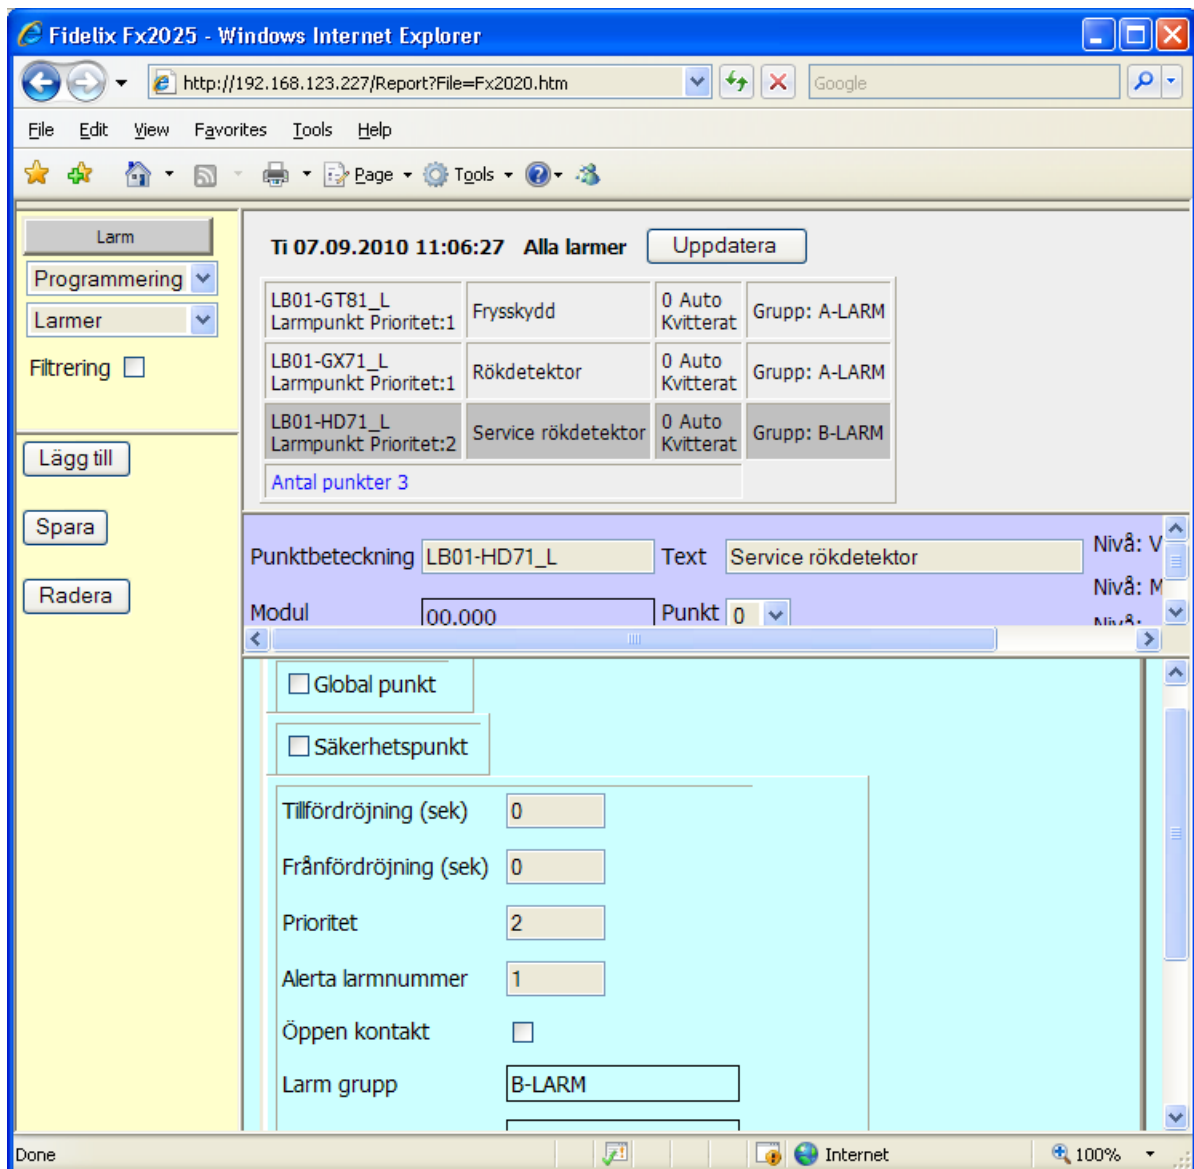 Fidelix Fx2025 - Windows Internet Explorer
http://192.168.123.227/Report?File=Fx2020.htm
Google
File Edit View Favorites Tools Help
Page Tools
Larm
Programmering
Larmer
Filtrering
Lägg till
Spara
Radera
Ti 07.09.2010 11:06:27 Alla larmer Uppdatera
LB01-GT81_L
Larmpunkt Prioritet:1
Frysskydd
0 Auto
Kvitterat
Grupp: A-LARM
LB01-GX71_L
Larmpunkt Prioritet:1
Rökdetektor
0 Auto
Kvitterat
Grupp: A-LARM
LB01-HD71_L
Larmpunkt Prioritet:2
Service rökdetektor
0 Auto
Kvitterat
Grupp: B-LARM
Antal punkter 3
Punktbeteckning LB01-HD71_L Text Service rökdetektor Nivå: V
Nivå: M
Modul 00.000 Punkt 0
Nivå:
Global punkt
Säkerhetspunkt
Tillfördröjning (sek) 0
Frånfördröjning (sek) 0
Prioritet 2
Alerta larmnummer 1
Öppen kontakt
Larm grupp B-LARM
Done Internet 100%